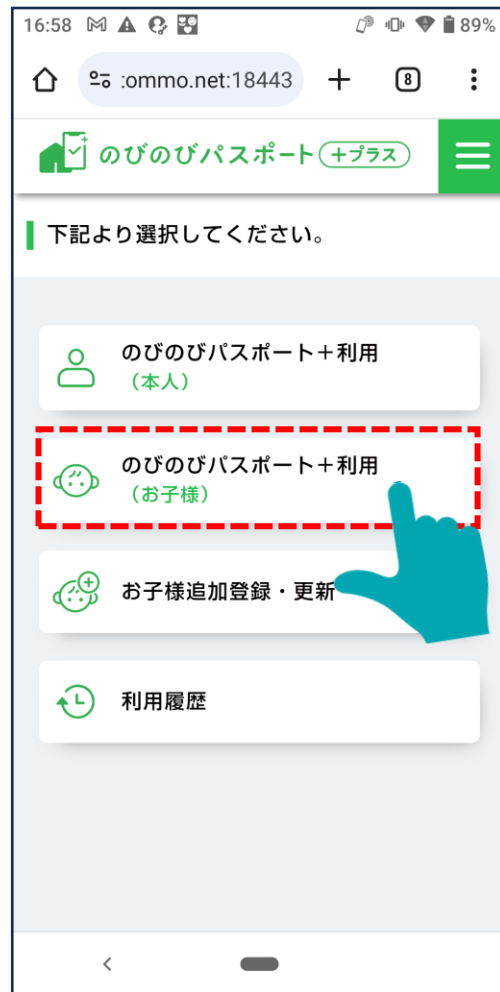 16:58 89%
:ommo.net:18443 8
のびのびパスポート+プラス
下記より選択してください。
のびのびパスポート＋利用
（本人）
のびのびパスポート＋利用
（お子様）
お子様追加登録・更新
利用履歴